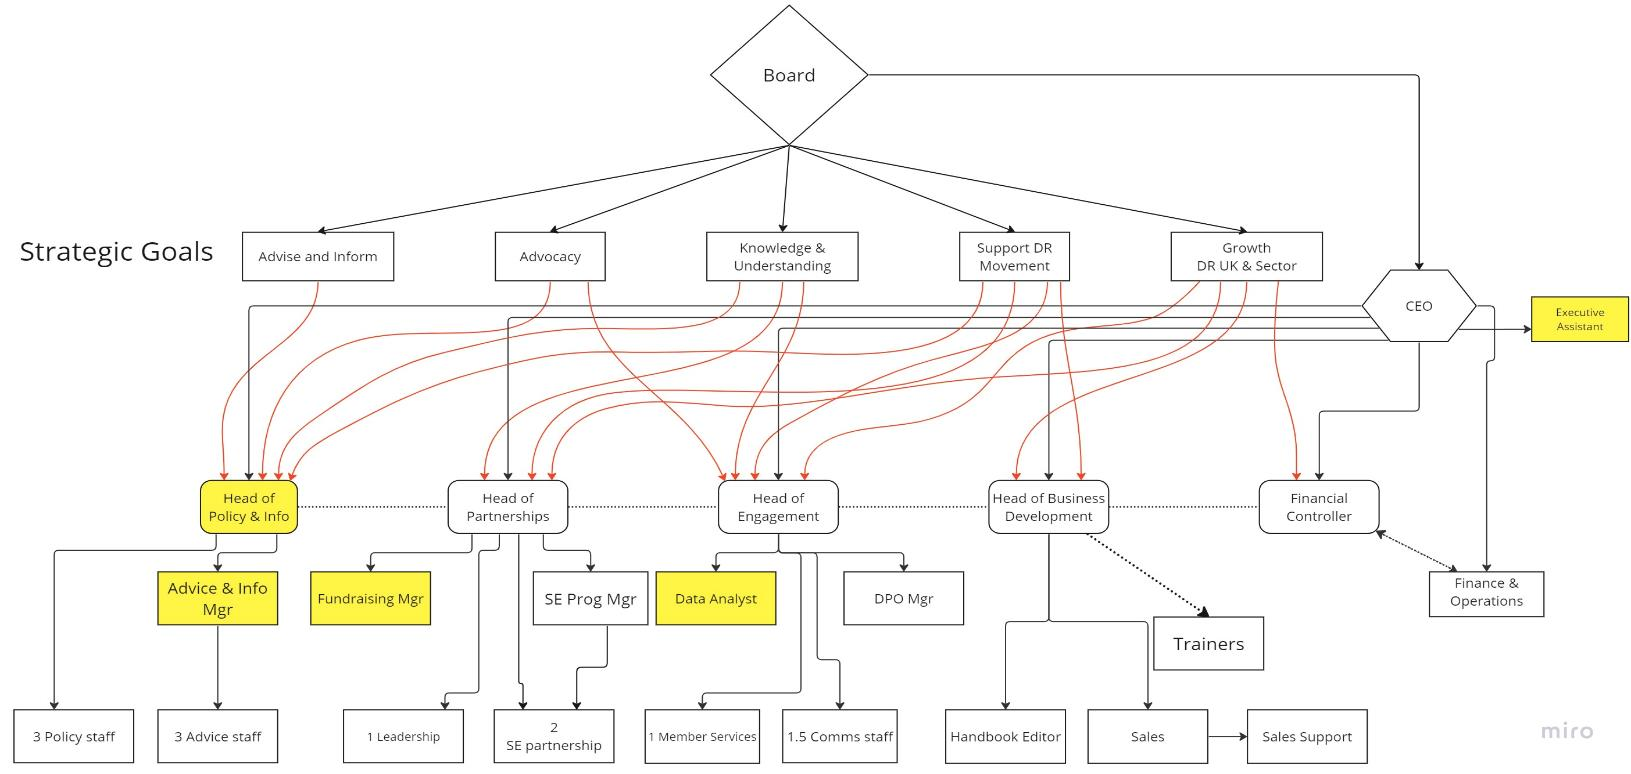 Board
Strategic Goals
Advise and Inform
Advocacy
Knowledge &
Understanding
Support DR
Movement
Growth
DR UK & Sector
CEO
Executive
Assistant
Head of
Policy & Info
Head of
Partnerships
Head of
Engagement
Head of Business
Development
Financial
Controller
Advice & Info
Mgr
Fundraising Mgr
SE Prog Mgr
Data Analyst
DPO Mgr
Trainers
Finance &
Operations
3 Policy staff
3 Advice staff
1 Leadership
2
SE partnership
1 Member Services
1.5 Comms staff
Handbook Editor
Sales
Sales Support
miro